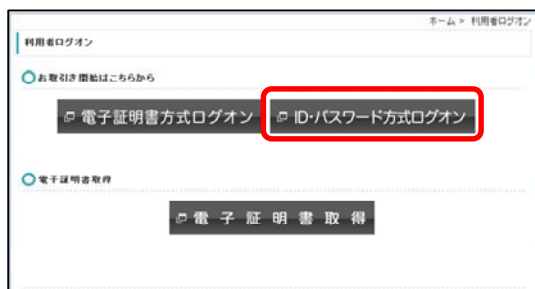 ホーム > 利用者ログオン
利用者ログオン
お取引き開始はこちらから
電子証明書方式ログオン ID・パスワード方式ログオン
電子証明書取得
電子証明書取得